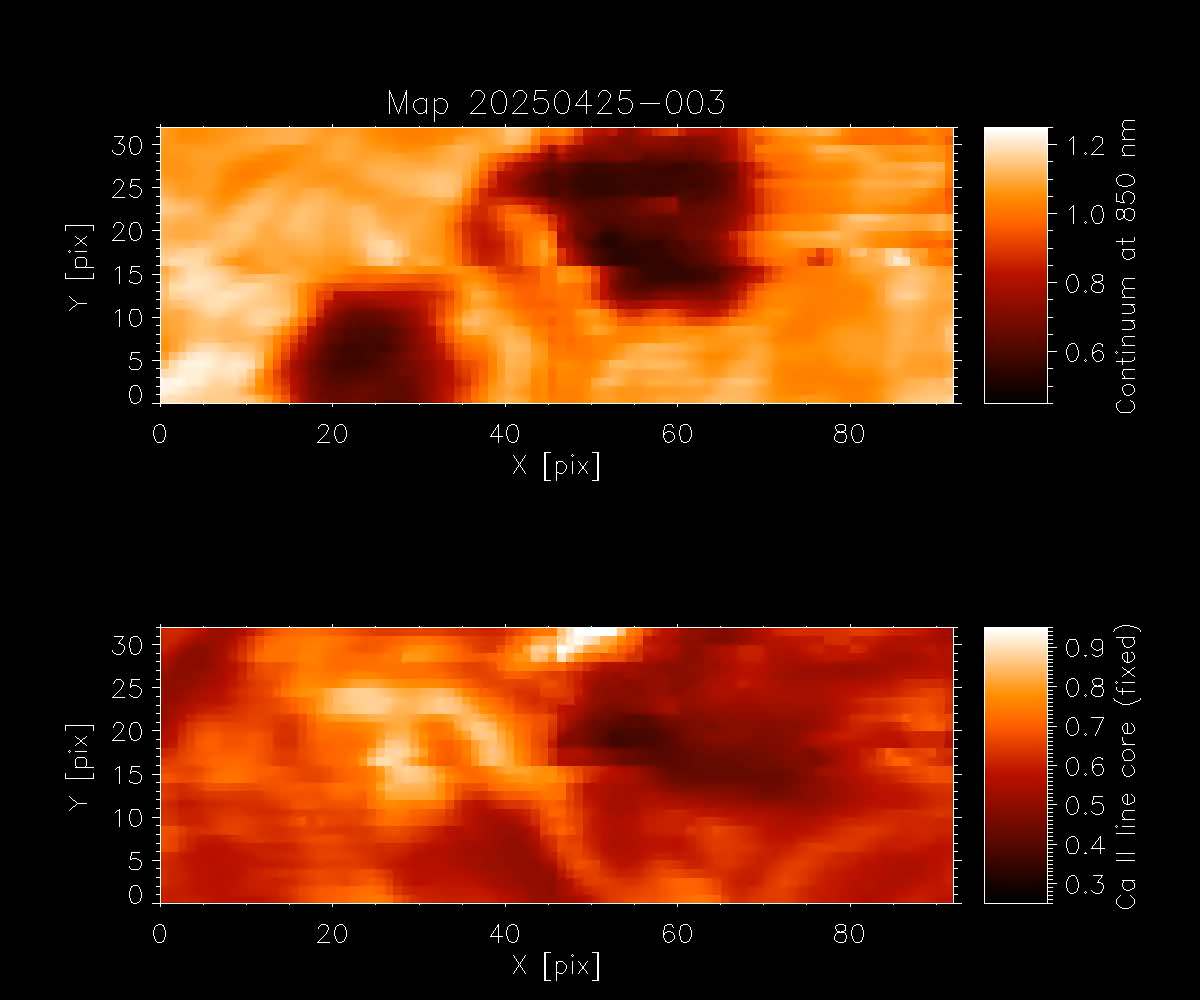 Map 20250425-003
30
25
20
15
10
5
0
Y [pix]
0 20 40 60 80
X [pix]
1.2
1.0
0.8
0.6
Continuum at 850 nm
30
25
20
15
10
5
0
Y [pix]
0 20 40 60 80
X [pix]
0.9
0.8
0.7
0.6
0.5
0.4
0.3
Ca II line core (fixed)